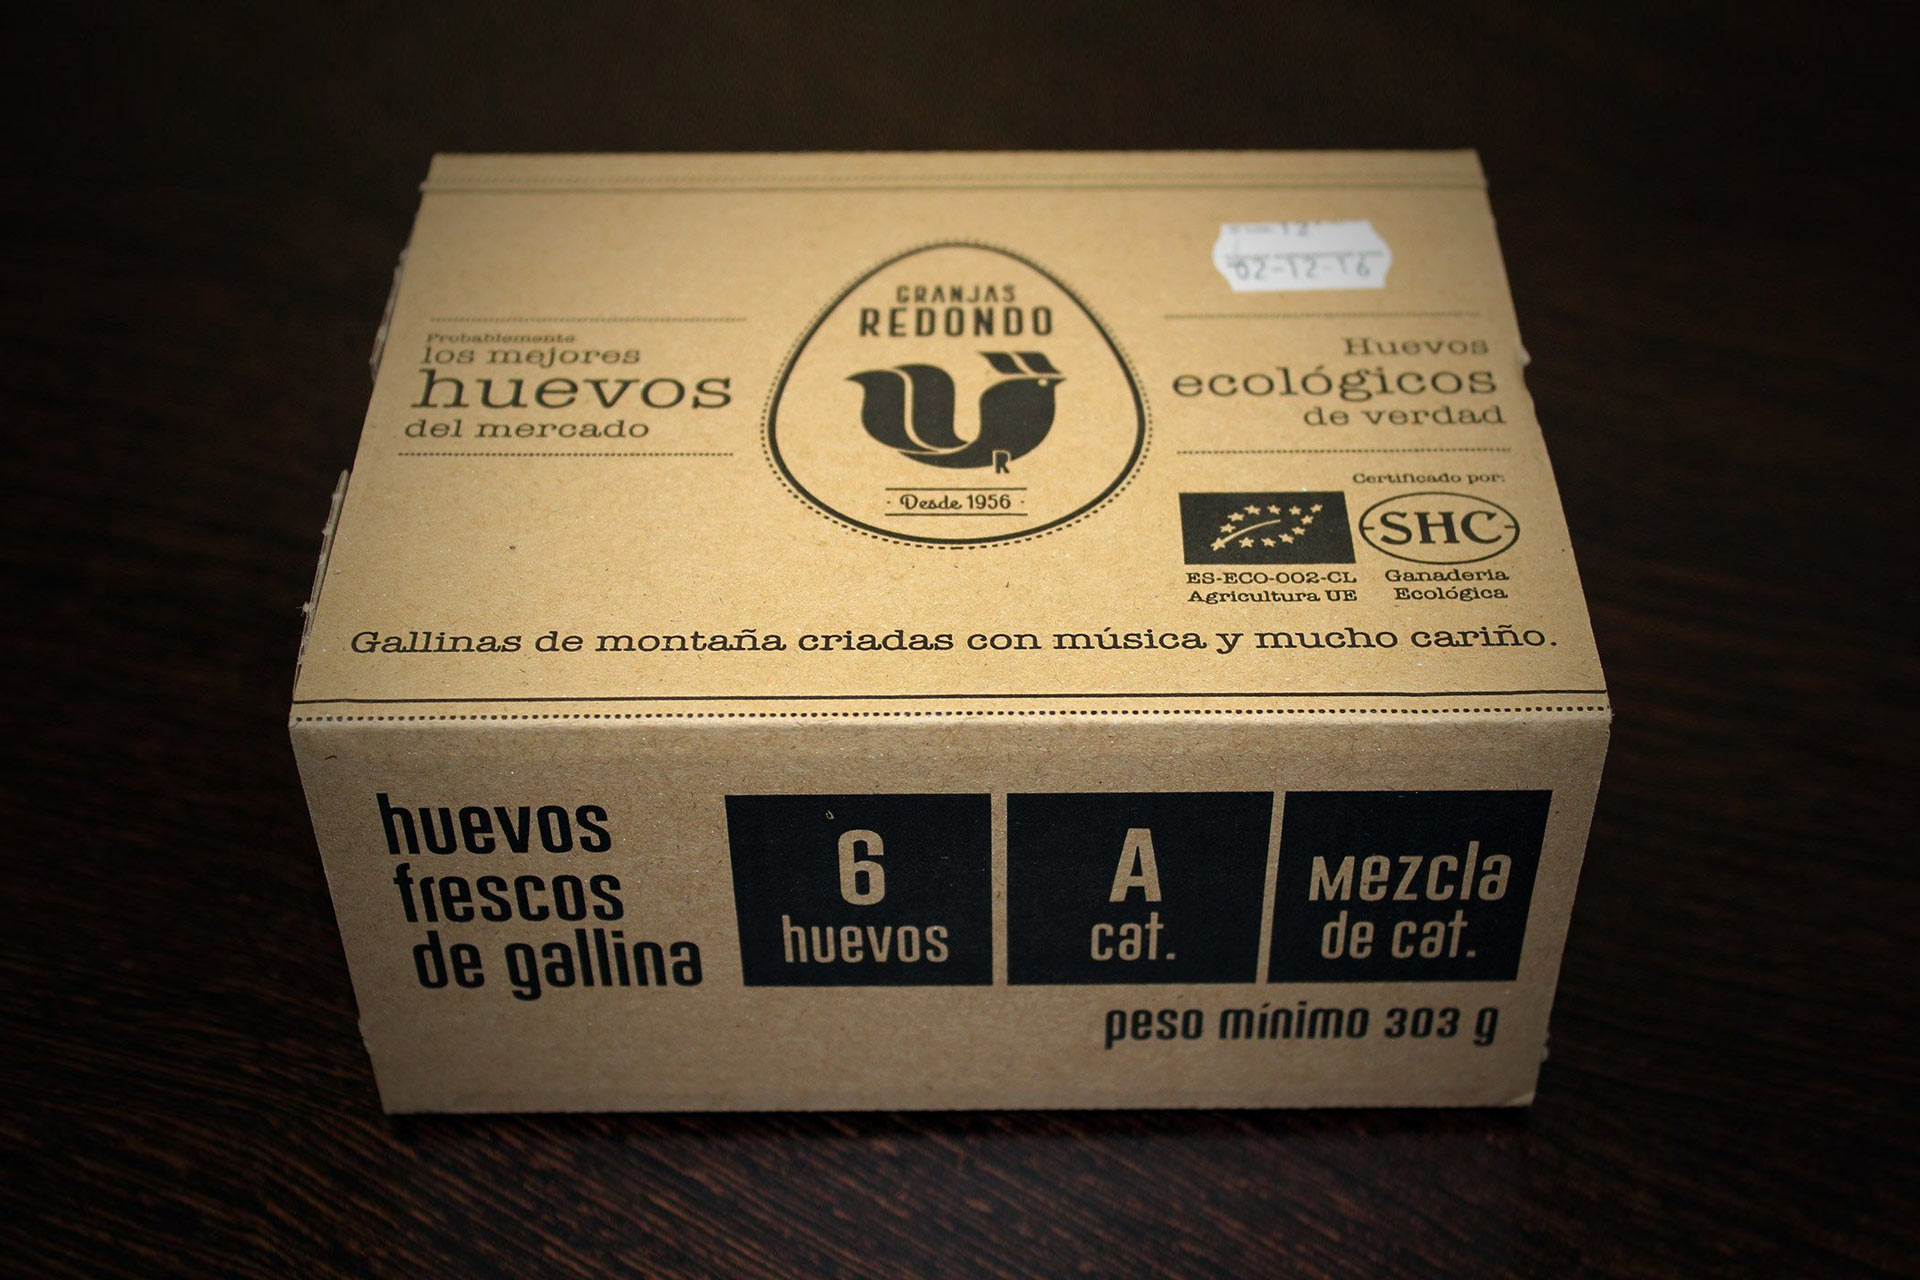 02-12-16
GRANJAS
REDONDO
R
· Desde 1956 ·
Probablemente
los mejores
huevos
del mercado
Huevos
ecológicos
de verdad
Certificado por:
SHC
ES-ECO-002-CL
Agricultura UE
Ganadería
Ecológica
Gallinas de montaña criadas con música y mucho cariño.
huevos
frescos
de gallina
6
huevos
A
cat.
Mezcla
de cat.
peso mínimo 303 g